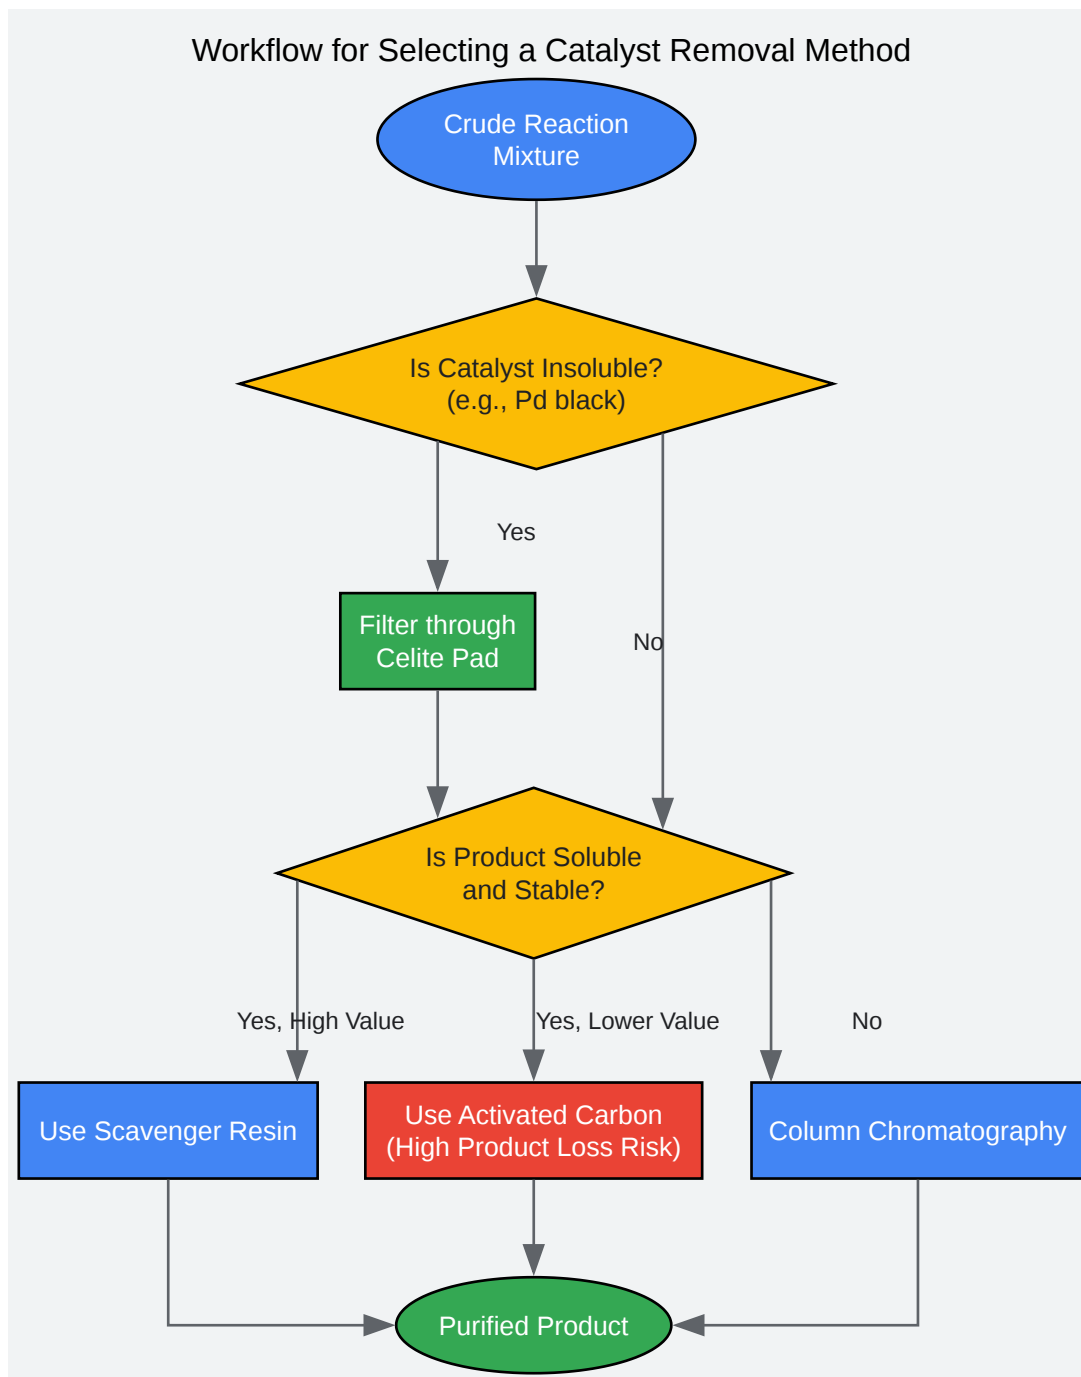 Workflow for Selecting a Catalyst Removal Method
Crude Reaction
Mixture
Is Catalyst Insoluble?
(e.g., Pd black)
Yes
Filter through
Celite Pad
No
Is Product Soluble
and Stable?
Yes, High Value
Yes, Lower Value
No
Use Scavenger Resin
Use Activated Carbon
(High Product Loss Risk)
Column Chromatography
Purified Product